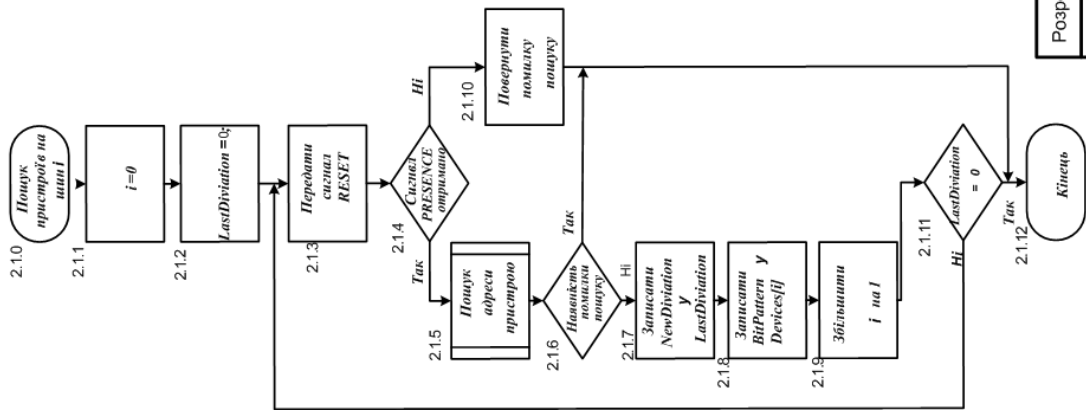 2.1.0
Пошук
пристроїв на
шині
2.1.1
i=0
2.1.2
LastDiviation =0;
2.1.3
Передати
сигнал
RESET
2.1.4
Сигнвл
PRESENCE
отримано
Так
Ні
2.1.10
Повернути
помилку
пошуку
2.1.5
Пошук
адреси
пристрою
2.1.6
Наявність
помилки
пошуку
Так
Ні
2.1.7
Записати
NewDiviation
у
LastDiviation
2.1.8
Записати
BitPattern у
Devices[i]
2.1.9
Збільшити
i на 1
2.1.11
LastDiviation
= 0
Ні
Так
2.1.12
Кінець
Розро